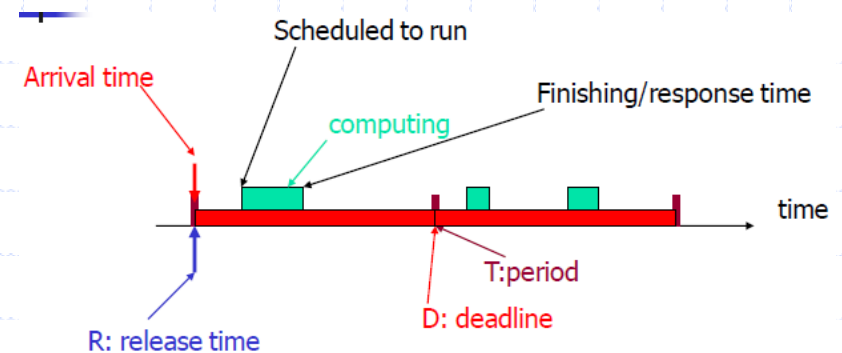 Scheduled to run
Arrival time
Finishing/response time
computing
time
T:period
D: deadline
R: release time